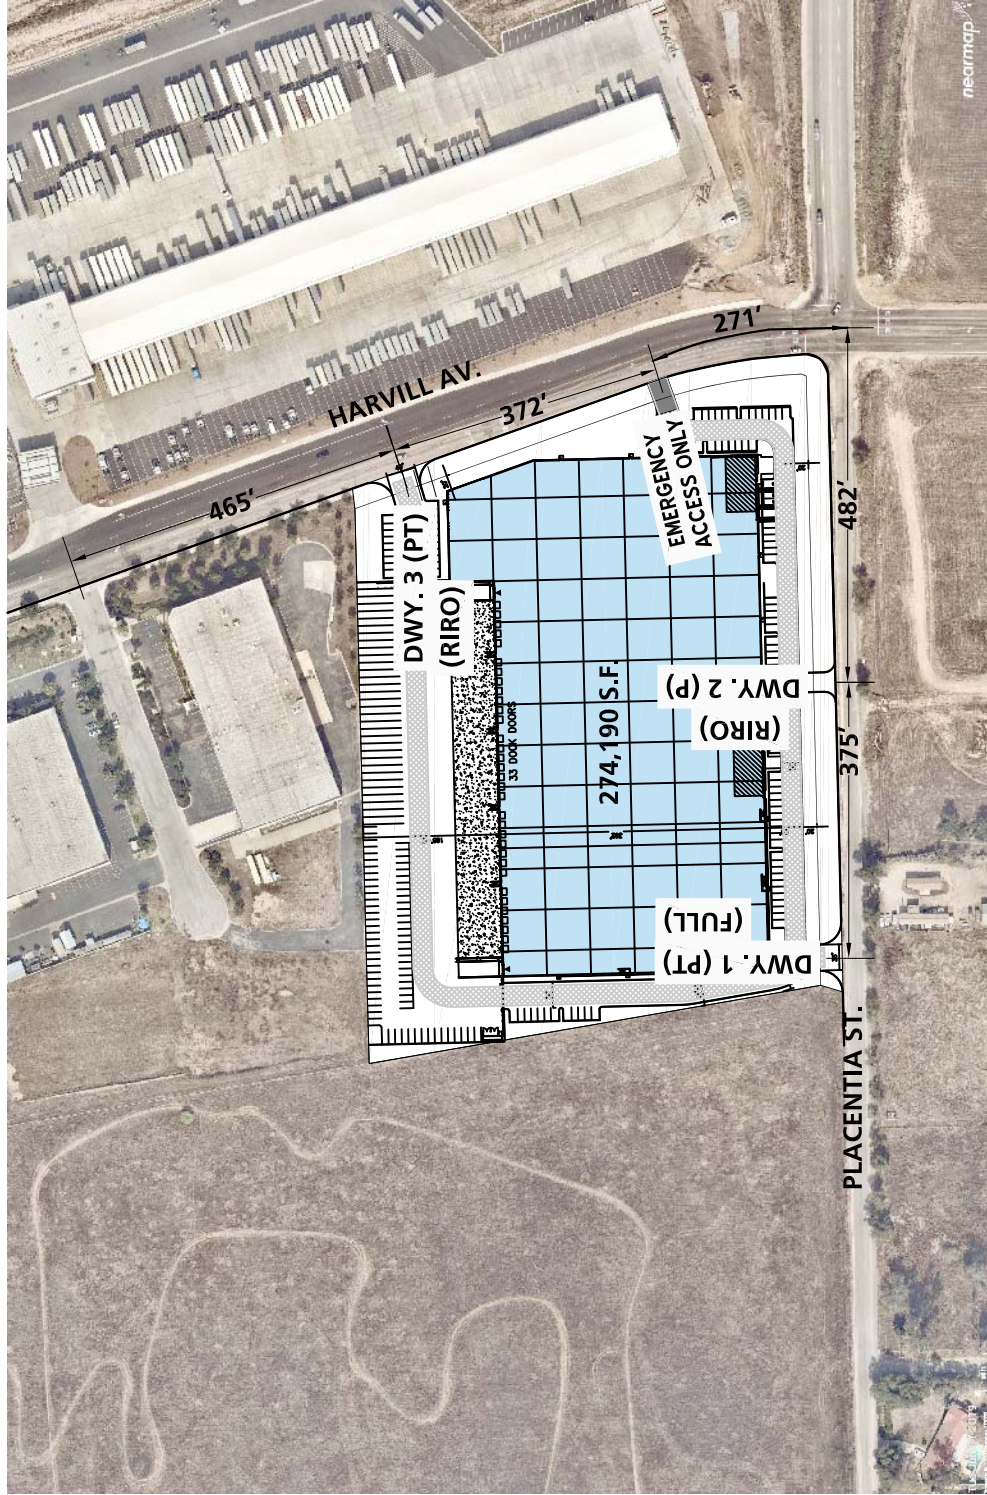 nearmap
271'
HARVILL AV.
372'
465'
EMERGENCY
ACCESS ONLY
482'
DWY. 3 (PT)
(RIRO)
DWY. 2 (P)
(RIRO)
33 DOCK DOORS
274,190 S.F.
375'
DWY. 1 (PT)
(FULL)
PLACENTIA ST.